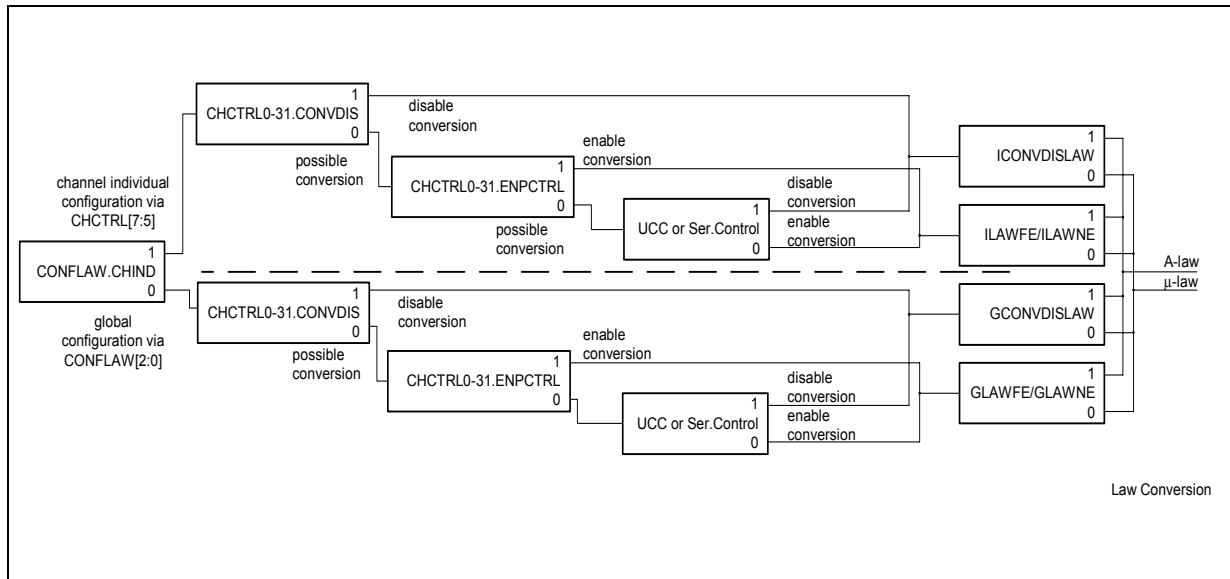 1
CHCTRL0-31.CONVDIS
0
disable
conversion
possible
conversion
enable
conversion
1
CHCTRL0-31.ENPCTRL
0
possible
conversion
disable
conversion
1
UCC or Ser.Control
0
enable
conversion
1
ICONVDISLAW
0
1
ILAWFE/ILAWNE
0
channel individual
configuration via
CHCTRL[7:5]
1
CONFLAW.CHIND
0
global
configuration via
CONFLAW[2:0]
A-law
µ-law
1
CHCTRL0-31.CONVDIS
0
disable
conversion
possible
conversion
enable
conversion
1
CHCTRL0-31.ENPCTRL
0
disable
conversion
1
UCC or Ser.Control
0
enable
conversion
1
GCONVDISLAW
0
1
GLAWFE/GLAWNE
0
Law Conversion